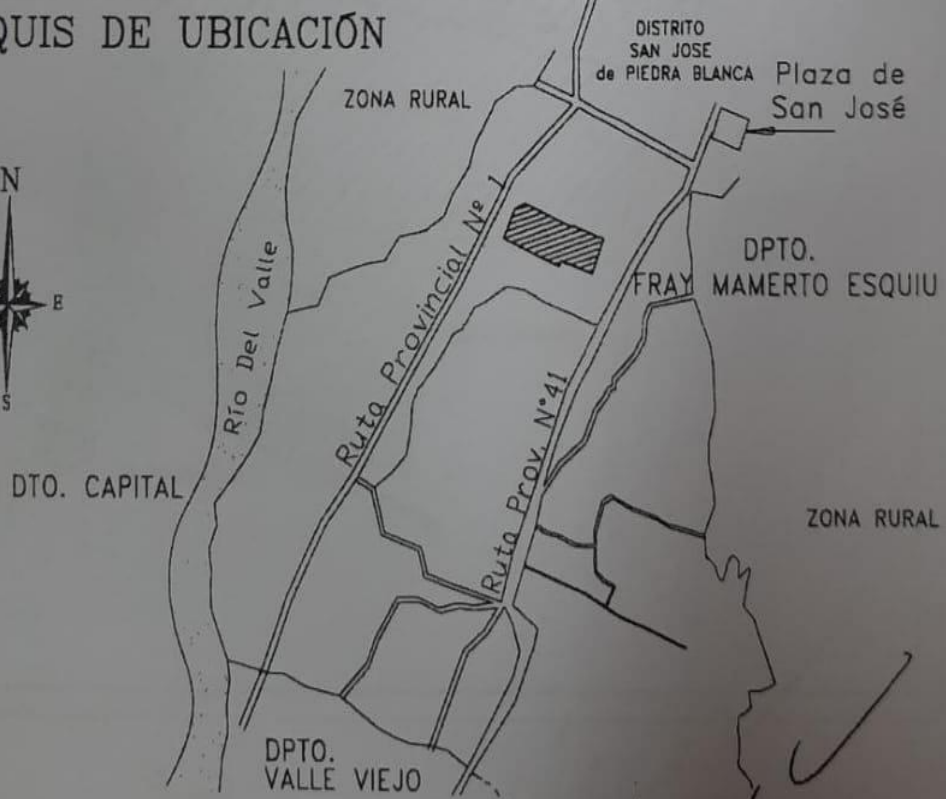 QUIS DE UBICACIÓN
DISTRITO
SAN JOSE
de PIEDRA BLANCA
Plaza de
San José
ZONA RURAL
N
Ruta Provincial Nº 1
Río Del Valle
E
DPTO.
FRAY MAMERTO ESQUIU
S
Ruta Prov. N°41
DTO. CAPITAL
ZONA RURAL
DPTO.
VALLE VIEJO